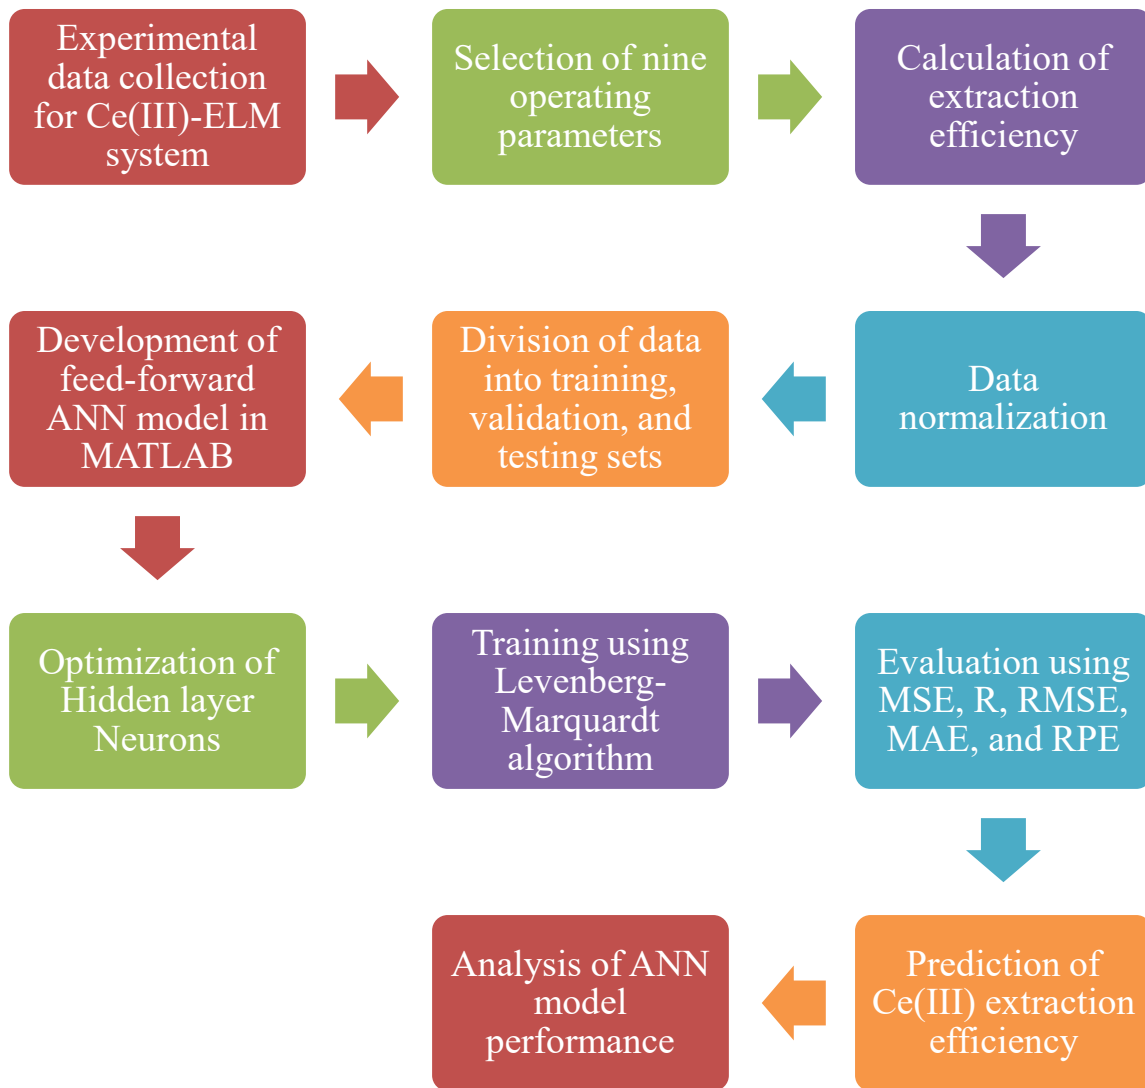 Experimental
data collection
for Ce(III)-ELM
system
Selection of nine
operating
parameters
Calculation of
extraction
efficiency
Data
normalization
Division of data
into training,
validation, and
testing sets
Development of
feed-forward
ANN model in
MATLAB
Optimization of
Hidden layer
Neurons
Training using
Levenberg-
Marquardt
algorithm
Evaluation using
MSE, R, RMSE,
MAE, and RPE
Prediction of
Ce(III) extraction
efficiency
Analysis of ANN
model
performance